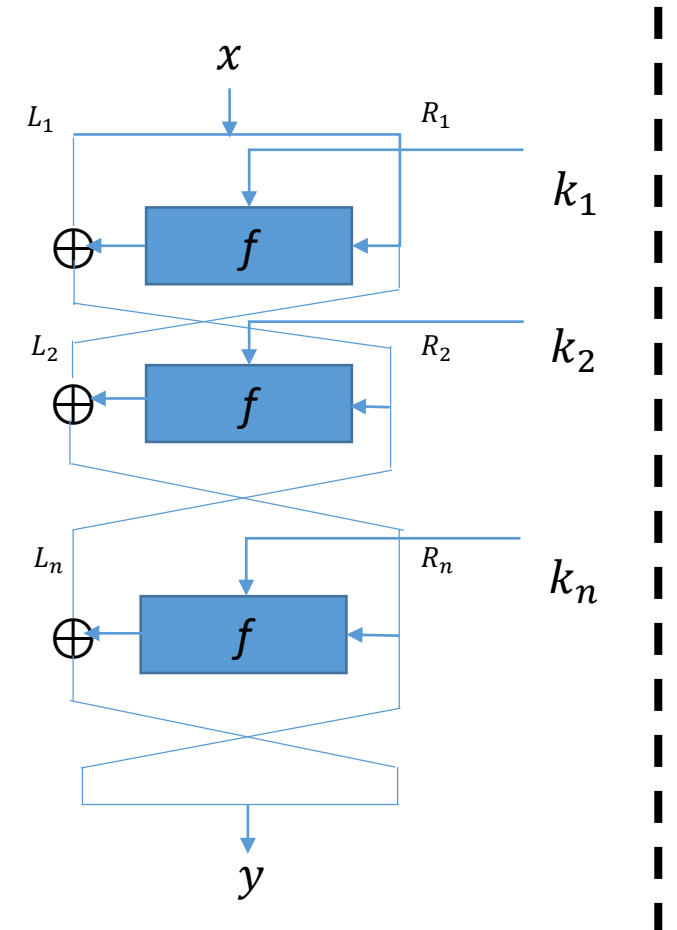 x
L₁ R₁
k₁
f
L₂ R₂ k₂
f
Lₙ Rₙ
kₙ
f
y